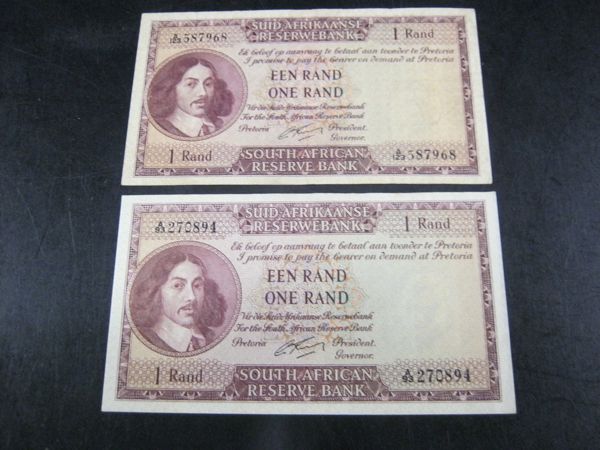 SUID-AFRIKAANSE
RESERWEBANK
587968 1 Rand
Ek beloof op aanvraag te betaal aan toonder te Pretoria
I promise to pay the bearer on demand at Pretoria
EEN RAND
ONE RAND
Vir die Suid-Afrikaanse Reserwebank
For the South African Reserve Bank
Pretoria President.
Governor.
1 Rand SOUTH AFRICAN 587968
RESERVE BANK
SUID-AFRIKAANSE
RESERWEBANK
270894 1 Rand
Ek beloof op aanvraag te betaal aan toonder te Pretoria
I promise to pay the bearer on demand at Pretoria
EEN RAND
ONE RAND
Vir die Suid-Afrikaanse Reserwebank
For the South African Reserve Bank
Pretoria President.
Governor.
270894
1 Rand SOUTH AFRICAN
RESERVE BANK